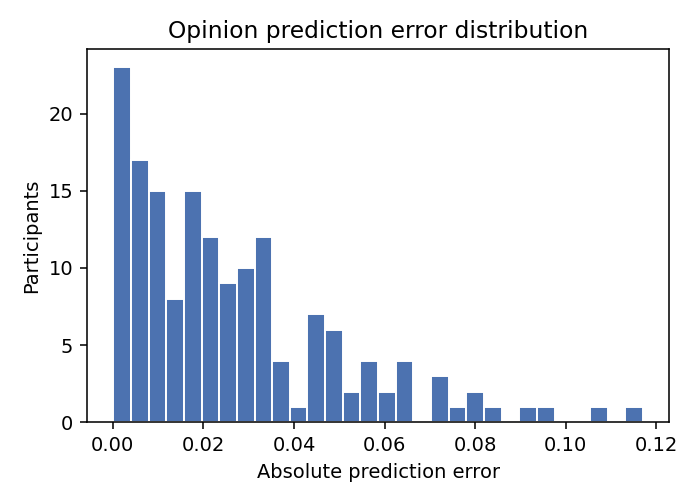 Opinion prediction error distribution
Participants
20
15
10
5
0
0.00 0.02 0.04 0.06 0.08 0.10 0.12
Absolute prediction error